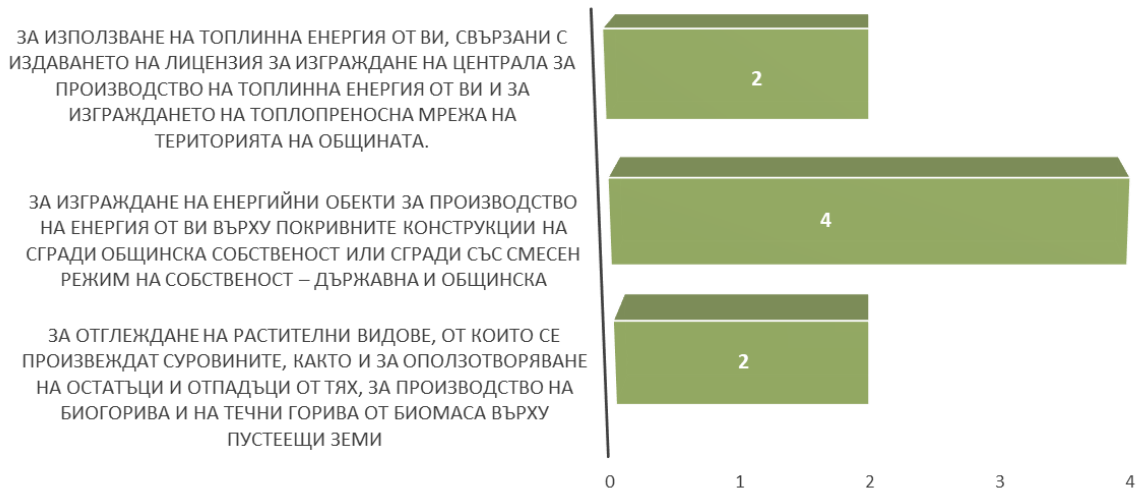 ЗА ИЗПОЛЗВАНЕ НА ТОПЛИННА ЕНЕРГИЯ ОТ ВИ, СВЪРЗАНИ С
ИЗДАВАНЕТО НА ЛИЦЕНЗИЯ ЗА ИЗГРАЖДАНЕ НА ЦЕНТРАЛА ЗА
ПРОИЗВОДСТВО НА ТОПЛИННА ЕНЕРГИЯ ОТ ВИ И ЗА
ИЗГРАЖДАНЕТО НА ТОПЛОПРЕНОСНА МРЕЖА НА
ТЕРИТОРИЯТА НА ОБЩИНАТА.
2
ЗА ИЗГРАЖДАНЕ НА ЕНЕРГИЙНИ ОБЕКТИ ЗА ПРОИЗВОДСТВО
НА ЕНЕРГИЯ ОТ ВИ ВЪРХУ ПОКРИВНИТЕ КОНСТРУКЦИИ НА
СГРАДИ ОБЩИНСКА СОБСТВЕНОСТ ИЛИ СГРАДИ СЪС СМЕСЕН
РЕЖИМ НА СОБСТВЕНОСТ – ДЪРЖАВНА И ОБЩИНСКА
4
ЗА ОТГЛЕЖДАНЕ НА РАСТИТЕЛНИ ВИДОВЕ, ОТ КОИТО СЕ
ПРОИЗВЕЖДАТ СУРОВИНИТЕ, КАКТО И ЗА ОПОЛЗОТВОРЯВАНЕ
НА ОСТАТЪЦИ И ОТПАДЪЦИ ОТ ТЯХ, ЗА ПРОИЗВОДСТВО НА
БИОГОРИВА И НА ТЕЧНИ ГОРИВА ОТ БИОМАСА ВЪРХУ
ПУСТЕЕЩИ ЗЕМИ
2
0 1 2 3 4